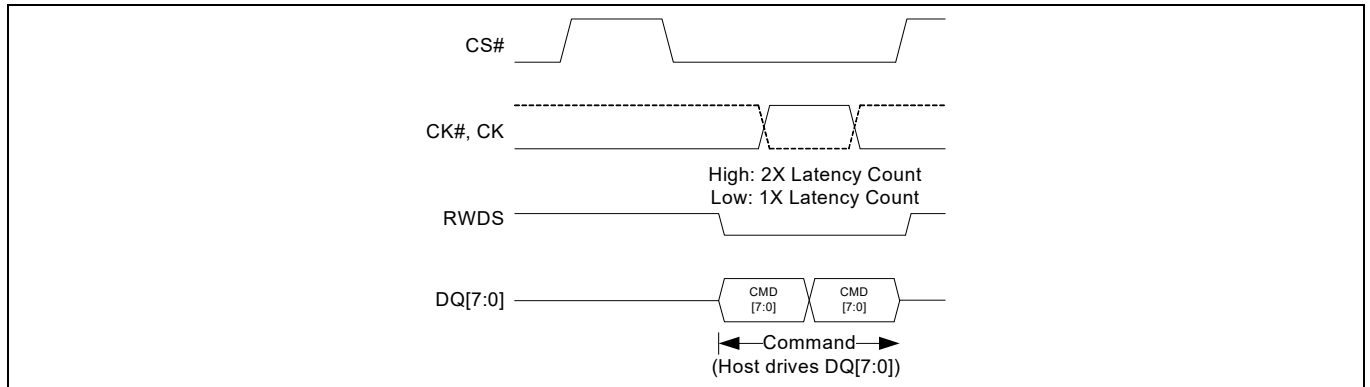 CS#
CK#, CK
High: 2X Latency Count
Low: 1X Latency Count
RWDS
DQ[7:0]
CMD
[7:0]
CMD
[7:0]
Command
(Host drives DQ[7:0])